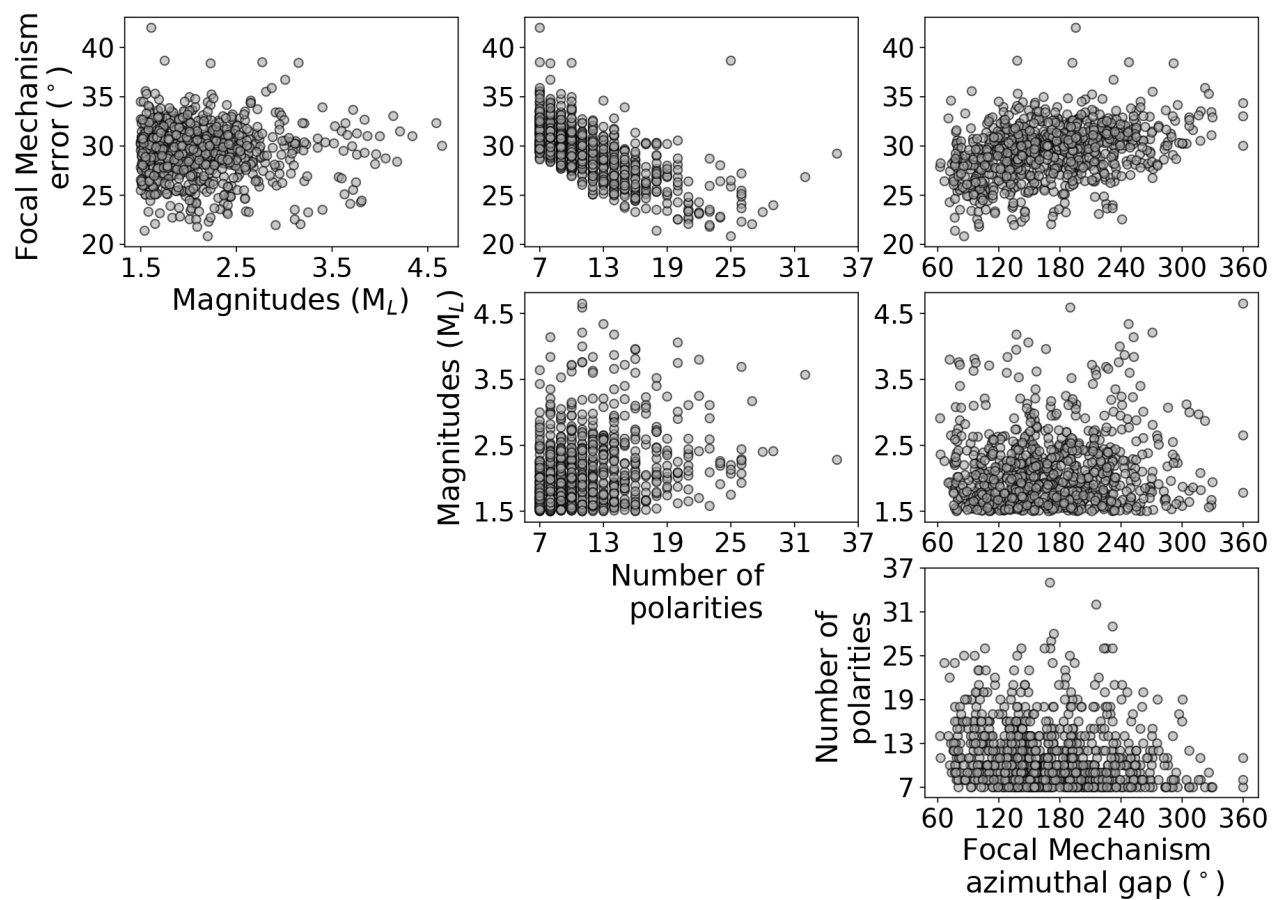 Focal Mechanism
error (°)
40
35
30
25
20
1.5 2.5 3.5 4.5
Magnitudes (M_L)
40
35
30
25
20
7 13 19 25 31 37
40
35
30
25
20
60 120 180 240 300 360
Magnitudes (M_L)
4.5
3.5
2.5
1.5
7 13 19 25 31 37
Number of
polarities
4.5
3.5
2.5
1.5
60 120 180 240 300 360
Number of
polarities
37
31
25
19
13
7
60 120 180 240 300 360
Focal Mechanism
azimuthal gap (°)